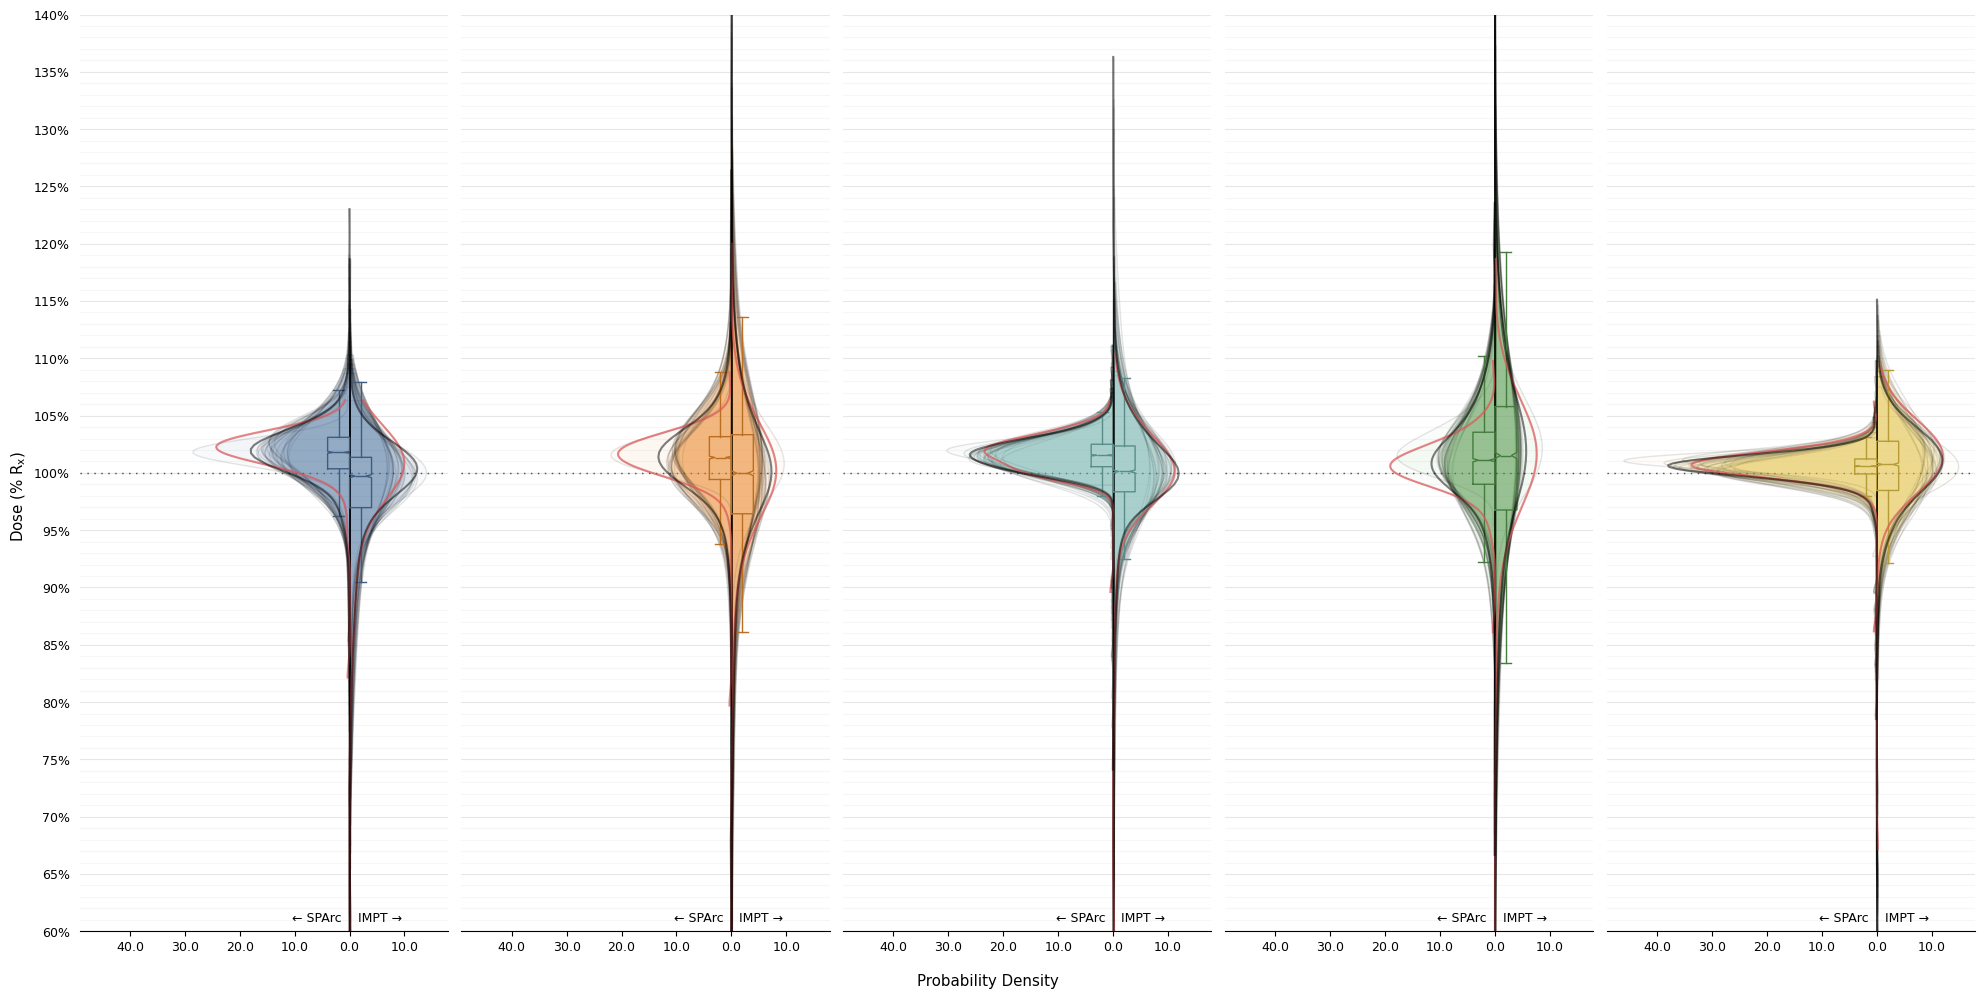 140%
135%
130%
125%
120%
115%
110%
105%
100%
95%
90%
85%
80%
75%
70%
65%
60%
Dose (% Rx)
← SPArc IMPT →
← SPArc IMPT →
← SPArc IMPT →
← SPArc IMPT →
← SPArc IMPT →
40.0 30.0 20.0 10.0 0.0 10.0
40.0 30.0 20.0 10.0 0.0 10.0
40.0 30.0 20.0 10.0 0.0 10.0
40.0 30.0 20.0 10.0 0.0 10.0
40.0 30.0 20.0 10.0 0.0 10.0
Probability Density